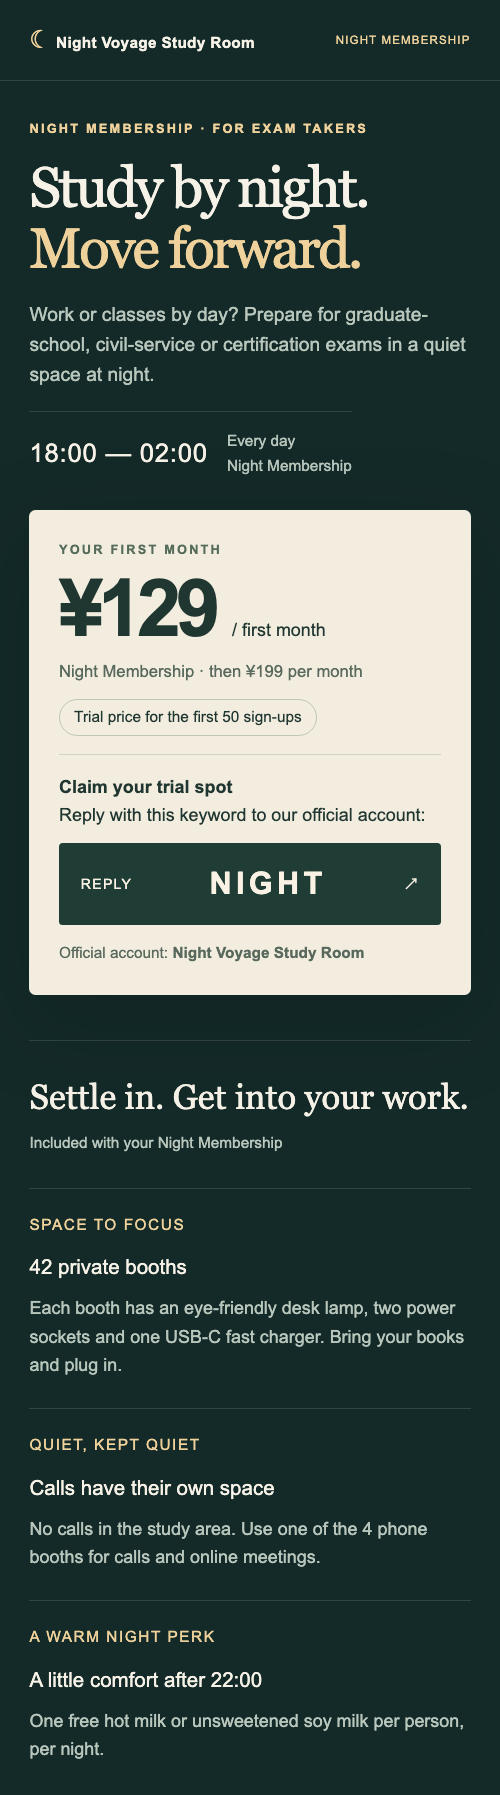 Night Voyage Study Room
NIGHT MEMBERSHIP
NIGHT MEMBERSHIP · FOR EXAM TAKERS
Study by night.
Move forward.
Work or classes by day? Prepare for graduate-
school, civil-service or certification exams in a quiet
space at night.
18:00 — 02:00
Every day
Night Membership
YOUR FIRST MONTH
¥129 / first month
Night Membership · then ¥199 per month
Trial price for the first 50 sign-ups
Claim your trial spot
Reply with this keyword to our official account:
REPLY NIGHT ↗
Official account: Night Voyage Study Room
Settle in. Get into your work.
Included with your Night Membership
SPACE TO FOCUS
42 private booths
Each booth has an eye-friendly desk lamp, two power
sockets and one USB-C fast charger. Bring your books
and plug in.
QUIET, KEPT QUIET
Calls have their own space
No calls in the study area. Use one of the 4 phone
booths for calls and online meetings.
A WARM NIGHT PERK
A little comfort after 22:00
One free hot milk or unsweetened soy milk per person,
per night.